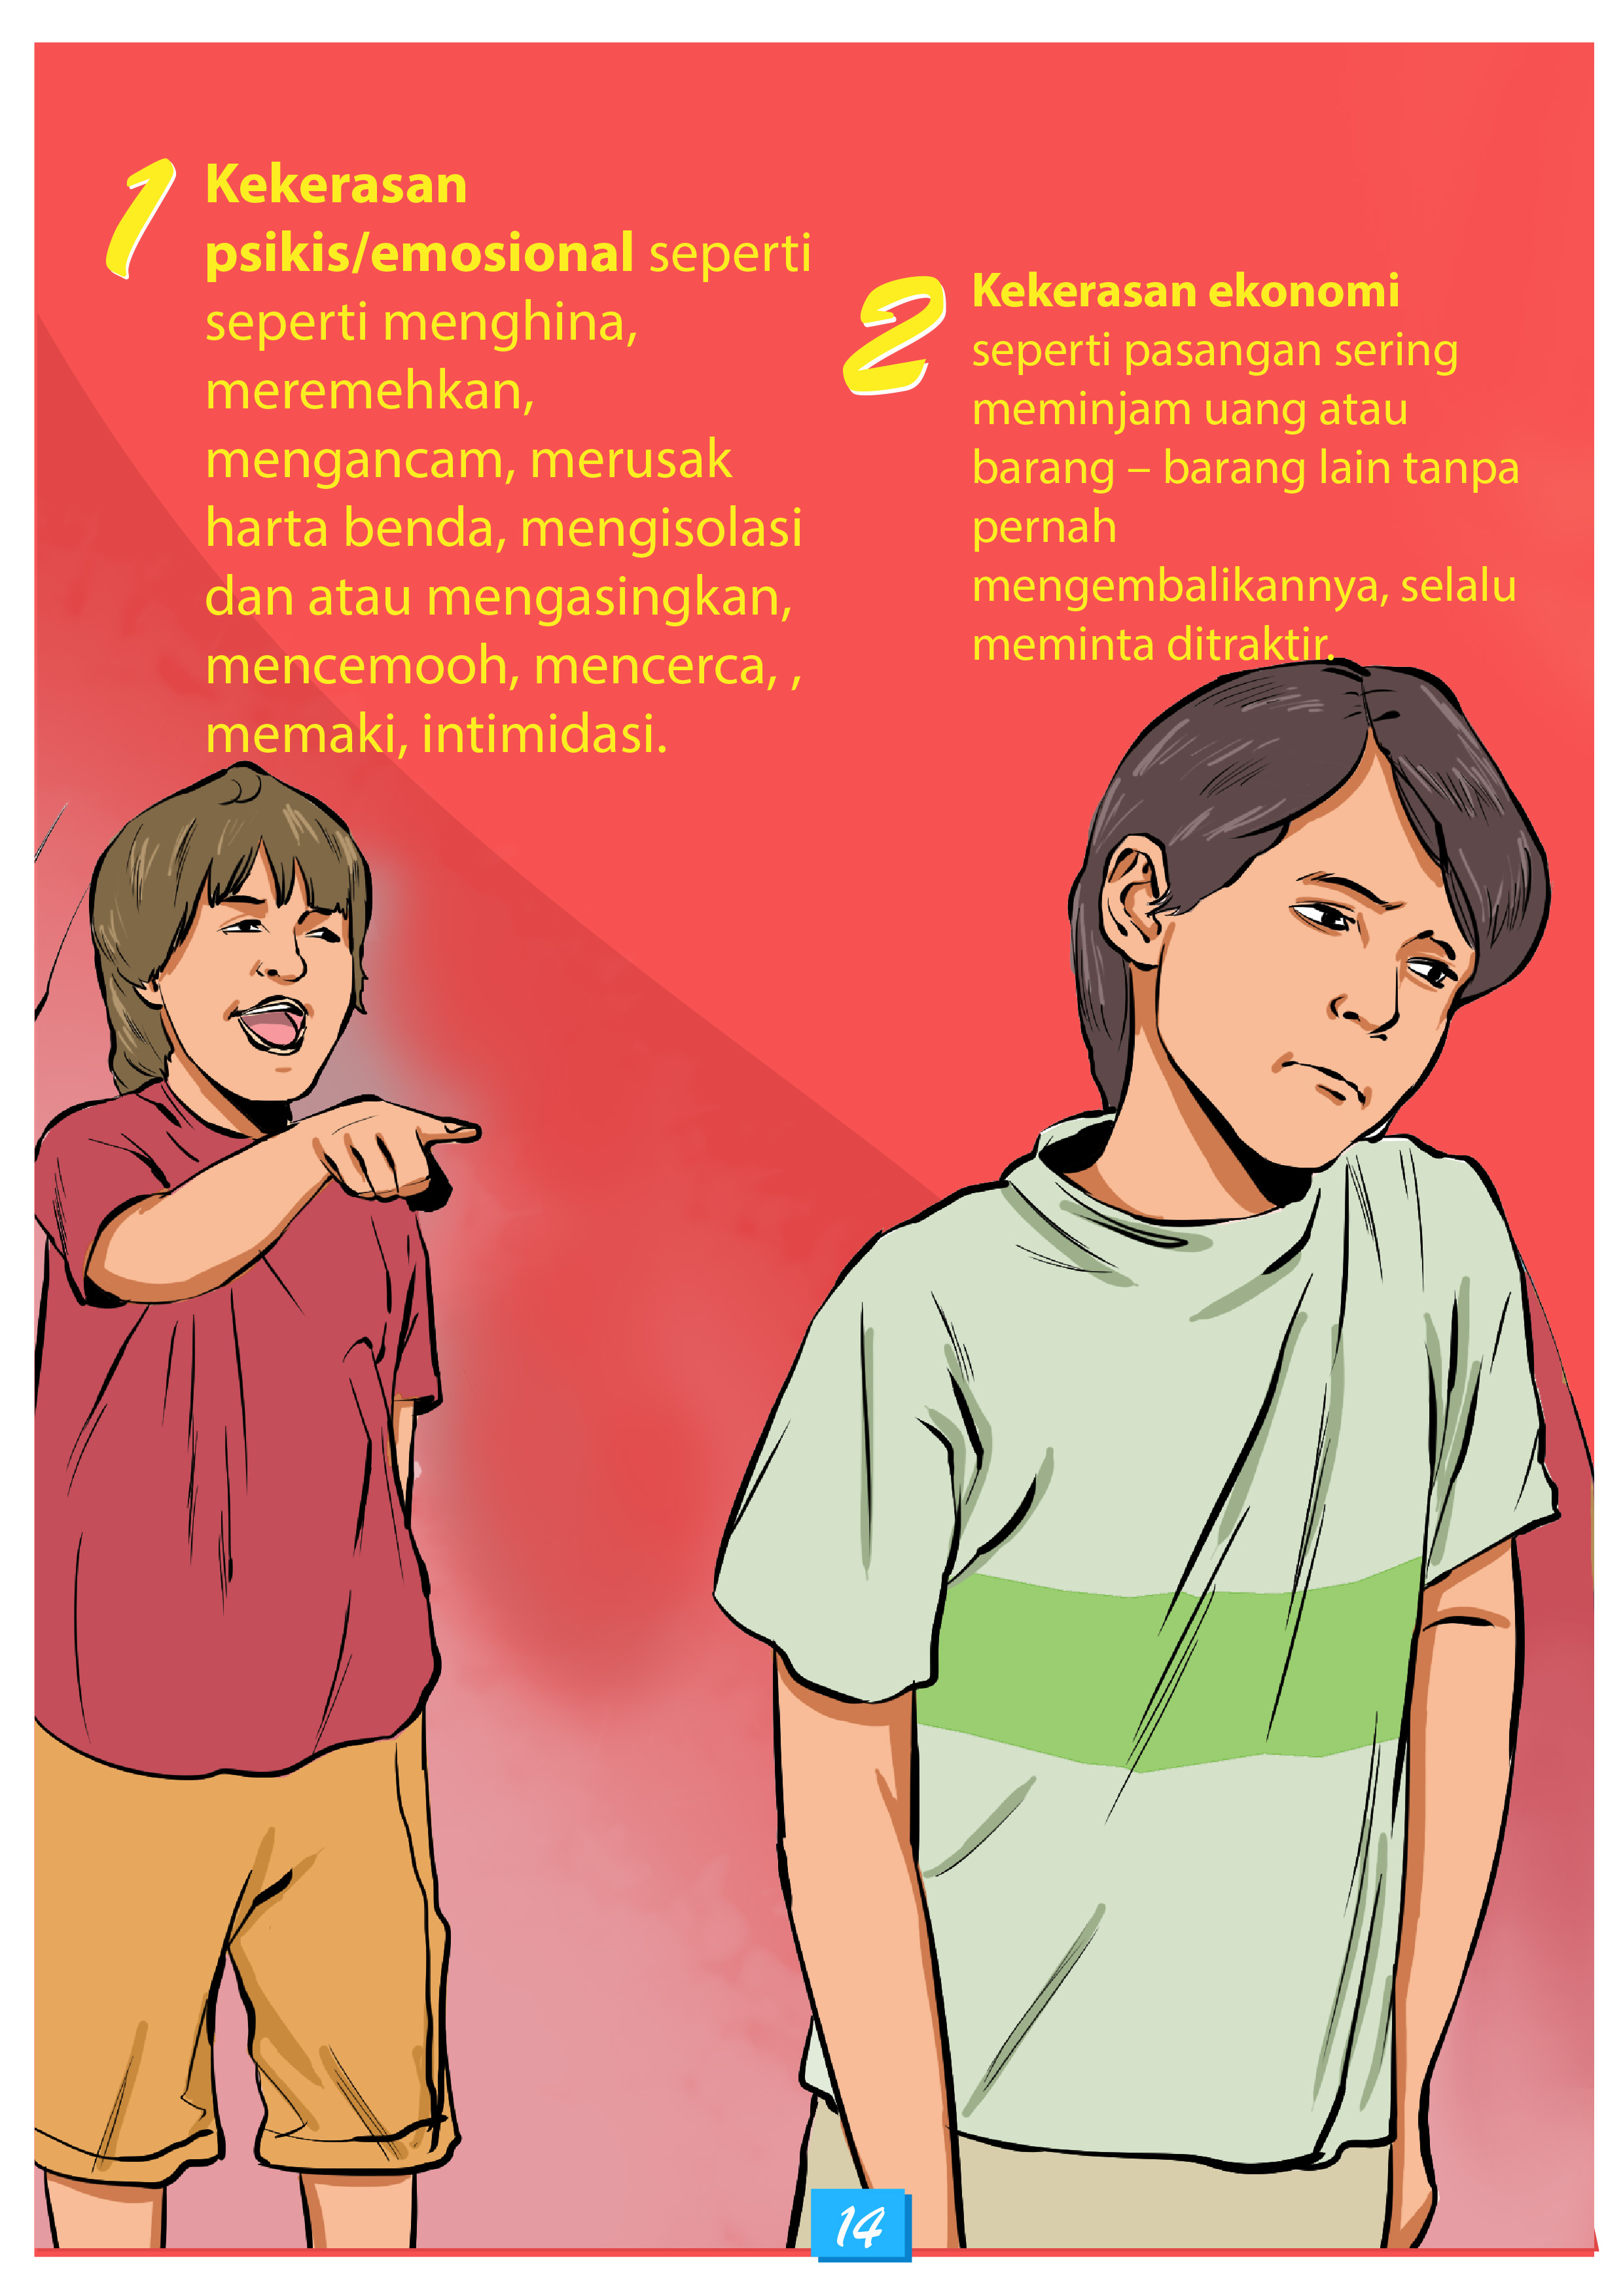 1
Kekerasan
psikis/emosional seperti
seperti menghina,
meremehkan,
mengancam, merusak
harta benda, mengisolasi
dan atau mengasingkan,
mencemooh, mencerca, ,
memaki, intimidasi.
2
Kekerasan ekonomi
seperti pasangan sering
meminjam uang atau
barang – barang lain tanpa
pernah
mengembalikannya, selalu
meminta ditraktir.
14